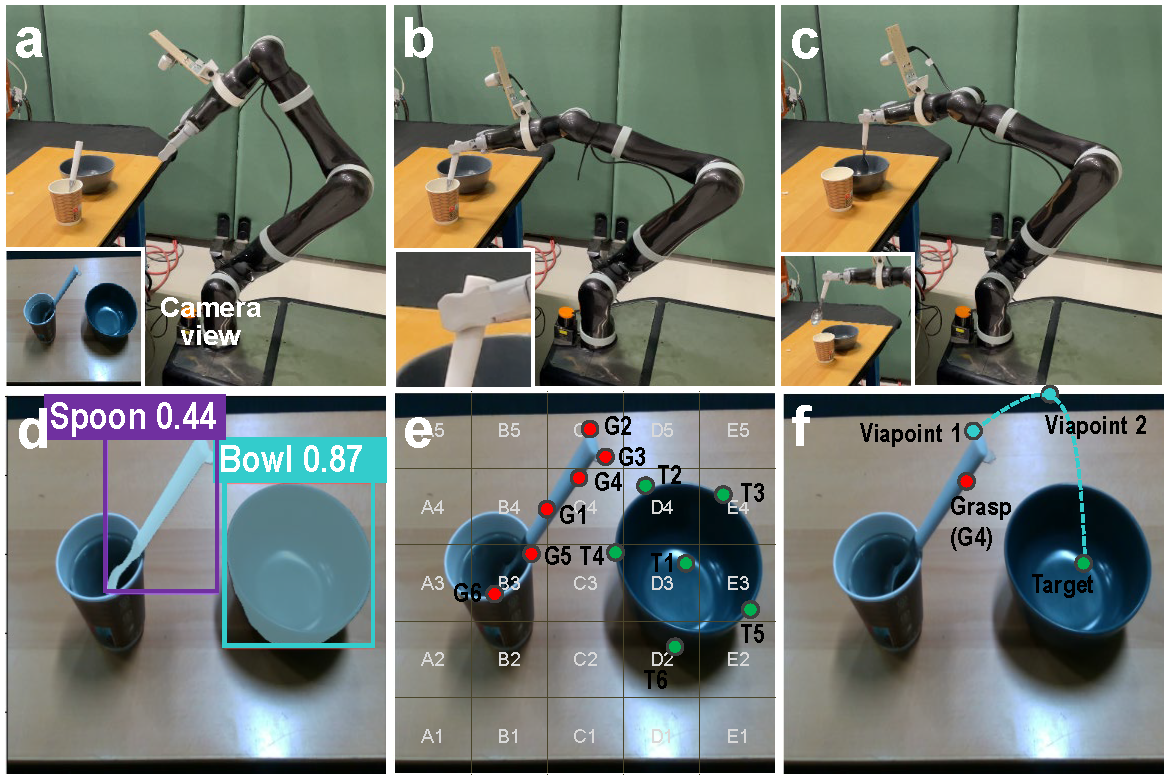 a
b
c
Camera
view
d
Spoon 0.44
Bowl 0.87
e
A5 B5 C5 D5 E5
G2
G3
G4
T2
T3
A4 B4 C4 D4 E4
G1
G5
T4
T1
G6
A3 B3 C3 D3 E3
T5
A2 B2 C2 D2 E2
T6
A1 B1 C1 D1 E1
f
Viapoint 1
Viapoint 2
Grasp
(G4)
Target